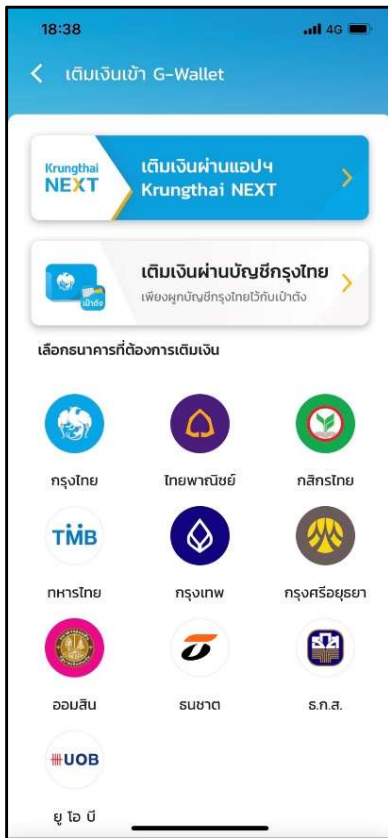 18:38
4G
เติมเงินเข้า G-Wallet
Krungthai
NEXT
เติมเงินผ่านแอปฯ
Krungthai NEXT
เติมเงินผ่านบัญชีกรุงไทย
เพียงผูกบัญชีกรุงไทยไว้กับเป๋าตัง
เป๋าตัง
เลือกธนาคารที่ต้องการเติมเงิน
กรุงไทย
ไทยพาณิชย์
กสิกรไทย
TMB
ทหารไทย
กรุงเทพ
กรุงศรีอยุธยา
ออมสิน
ธนชาต
ธ.ก.ส.
UOB
ยู โอ บี